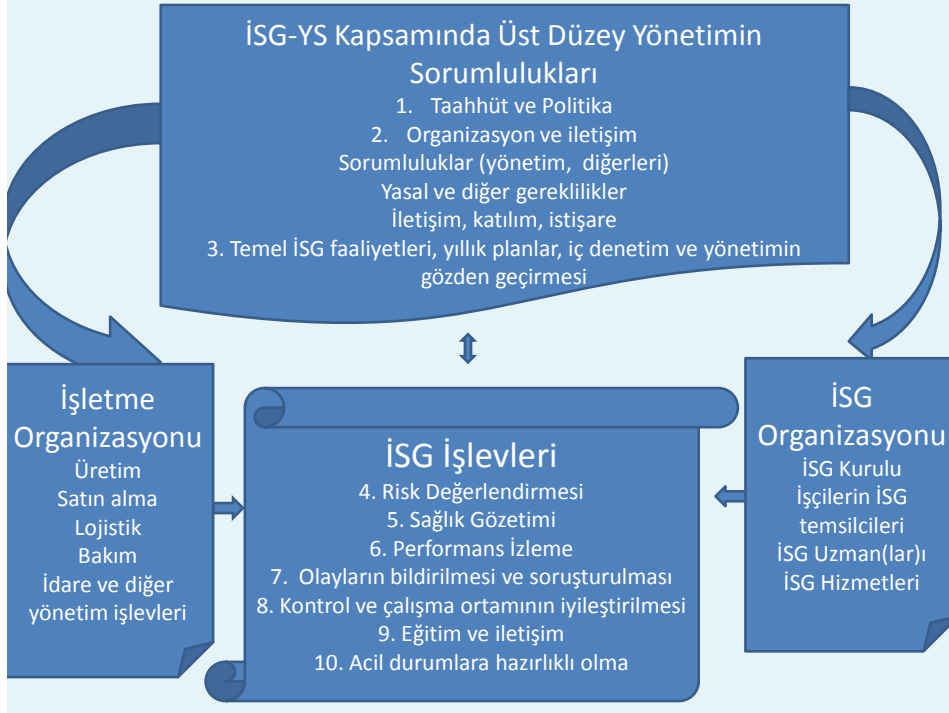 İSG-YS Kapsamında Üst Düzey Yönetimin
Sorumlulukları
1. Taahhüt ve Politika
2. Organizasyon ve iletişim
Sorumluluklar (yönetim, diğerleri)
Yasal ve diğer gereklilikler
İletişim, katılım, istişare
3. Temel İSG faaliyetleri, yıllık planlar, iç denetim ve yönetimin
gözden geçirmesi
İşletme
Organizasyonu
Üretim
Satın alma
Lojistik
Bakım
İdare ve diğer
yönetim işlevleri
İSG İşlevleri
4. Risk Değerlendirmesi
5. Sağlık Gözetimi
6. Performans İzleme
7. Olayların bildirilmesi ve soruşturulması
8. Kontrol ve çalışma ortamının iyileştirilmesi
9. Eğitim ve iletişim
10. Acil durumlara hazırlıklı olma
İSG
Organizasyonu
İSG Kurulu
İşçilerin İSG
temsilcileri
İSG Uzman(lar)ı
İSG Hizmetleri